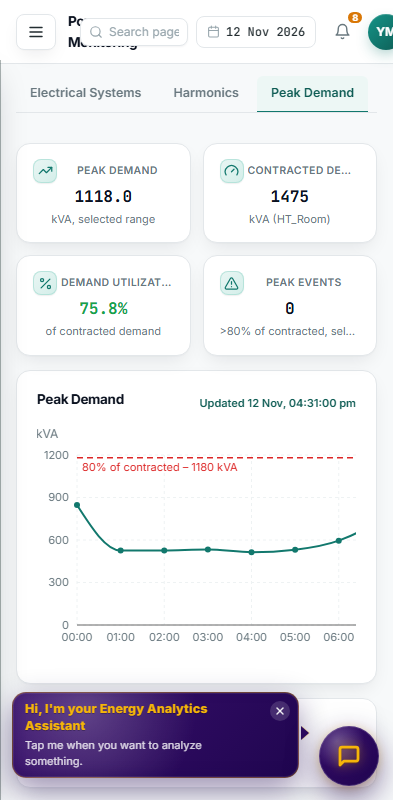 Monitoring
Search page
12 Nov 2026
8
YM
Electrical Systems
Harmonics
Peak Demand
PEAK DEMAND
1118.0
kVA, selected range
CONTRACTED DE...
1475
kVA (HT_Room)
DEMAND UTILIZAT...
75.8%
of contracted demand
PEAK EVENTS
0
>80% of contracted, sel...
Peak Demand
Updated 12 Nov, 04:31:00 pm
kVA
1200
80% of contracted – 1180 kVA
900
600
300
0
00:00 01:00 02:00 03:00 04:00 05:00 06:00
Hi, I'm your Energy Analytics
Assistant
Tap me when you want to analyze
something.